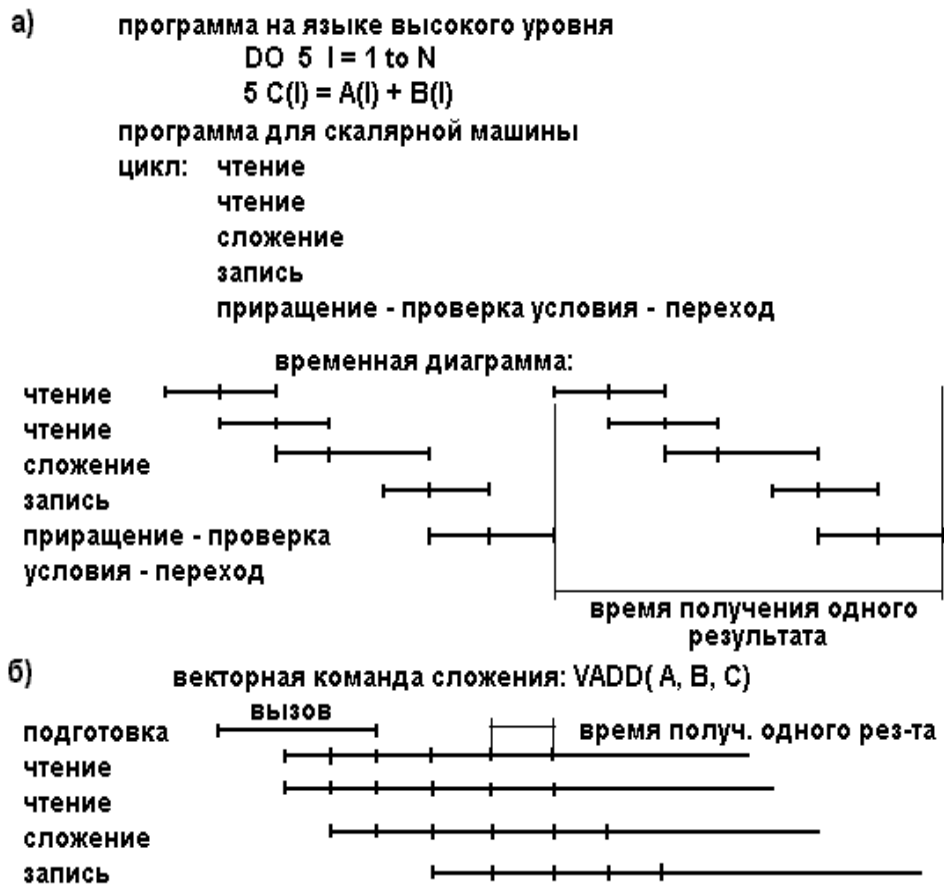 а) программа на языке высокого уровня
DO 5 I = 1 to N
5 C(I) = A(I) + B(I)
программа для скалярной машины
цикл: чтение
чтение
сложение
запись
приращение - проверка условия - переход
временная диаграмма:
чтение
чтение
сложение
запись
приращение - проверка
условия - переход
время получения одного
результата
б) векторная команда сложения: VADD( A, B, C)
вызов
подготовка
время получ. одного рез-та
чтение
чтение
сложение
запись